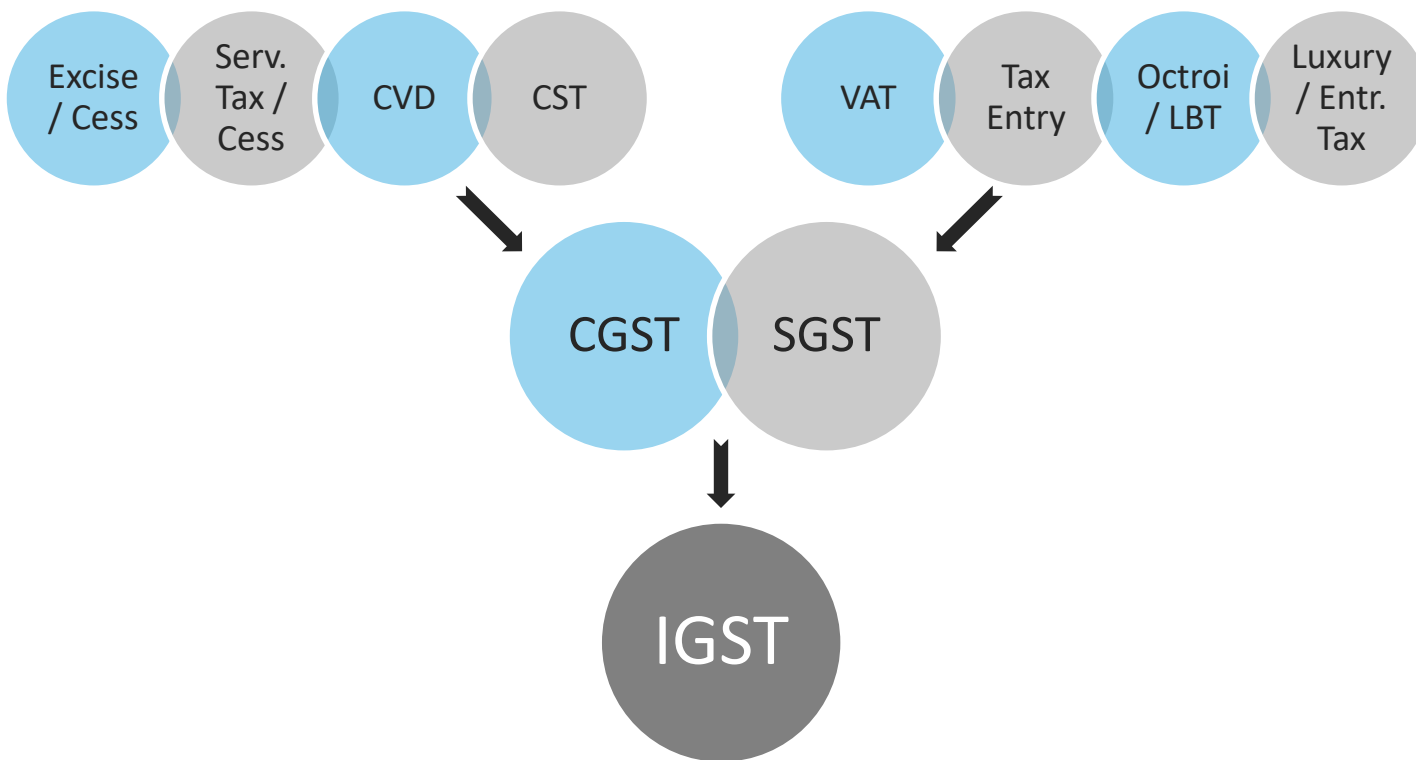 Excise
/ Cess
Serv.
Tax /
Cess
CVD
CST
VAT
Tax
Entry
Octroi
/ LBT
Luxury
/ Entr.
Tax
CGST
SGST
IGST